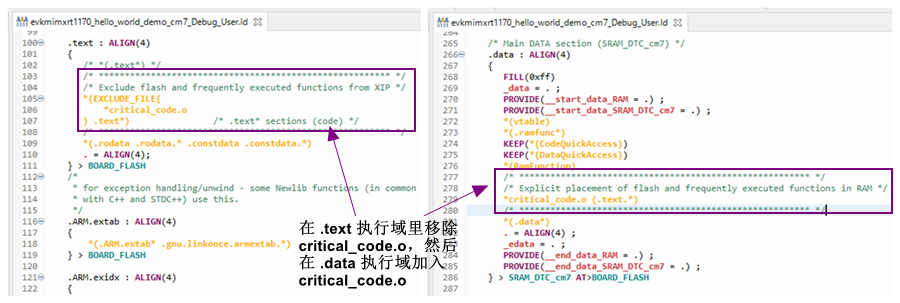 evkmimxrt1170_hello_world_demo_cm7_Debug_User.ld
99
100 .text : ALIGN(4)
101 {
102 /* *(.text*) */
103 /* ******************************************************** */
104 /* Exclude flash and frequently executed functions from XIP */
105 *(EXCLUDE_FILE(
106 *critical_code.o
107 ) .text*) /* .text* sections (code) */
108 /* ******************************************************** */
109 *(.rodata .rodata.* .constdata .constdata.*)
110 . = ALIGN(4);
111 } > BOARD_FLASH
112 /*
113 * for exception handling/unwind - some Newlib functions (in common
114 * with C++ and STDC++) use this.
115 */
116 .ARM.extab : ALIGN(4)
117 {
118 *(.ARM.extab* .gnu.linkonce.armextab.*)
119 } > BOARD_FLASH
120
121 .ARM.exidx : ALIGN(4)
122 {
在 .text 执行域里移除
critical_code.o，然后
在 .data 执行域加入
critical_code.o
evkmimxrt1170_hello_world_demo_cm7_Debug_User.ld
264
265 /* Main DATA section (SRAM_DTC_cm7) */
266 .data : ALIGN(4)
267 {
268 FILL(0xff)
269 _data = . ;
270 PROVIDE(__start_data_RAM = .) ;
271 PROVIDE(__start_data_SRAM_DTC_cm7 = .) ;
272 *(vtable)
273 *(.ramfunc*)
274 KEEP(*(CodeQuickAccess))
275 KEEP(*(DataQuickAccess))
276 *(RamFunction)
277 /* ******************************************************** */
278 /* Explicit placement of flash and frequently executed functions in RAM */
279 *critical_code.o (.text.*)
280 /* ******************************************************** */
281 *(.data*)
282 . = ALIGN(4) ;
283 _edata = . ;
284 PROVIDE(__end_data_RAM = .) ;
285 PROVIDE(__end_data_SRAM_DTC_cm7 = .) ;
286 } > SRAM_DTC_cm7 AT>BOARD_FLASH
287